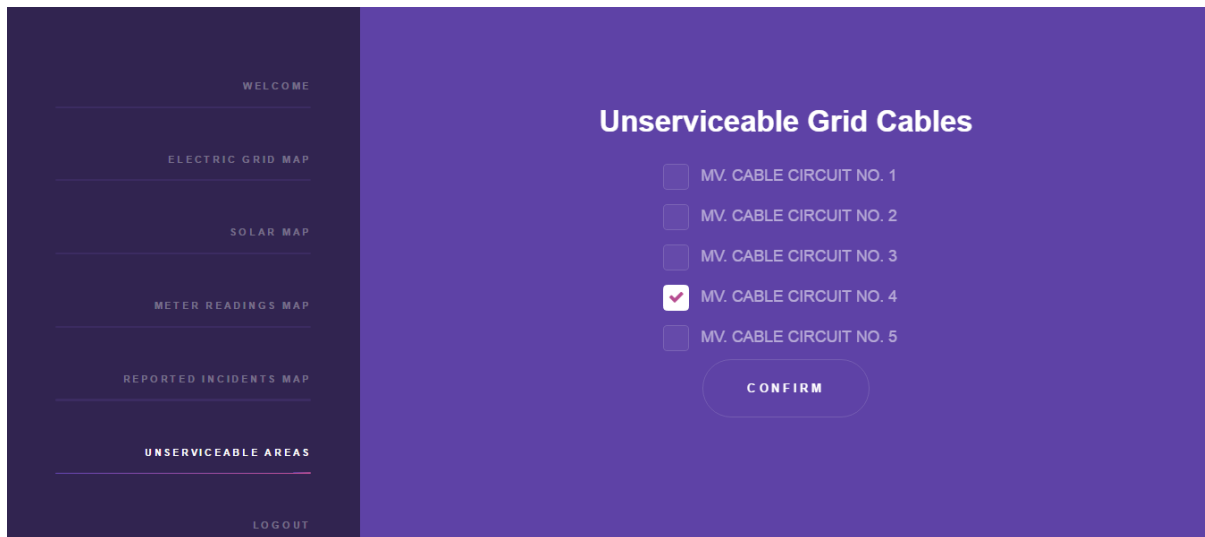 WELCOME
ELECTRIC GRID MAP
SOLAR MAP
METER READINGS MAP
REPORTED INCIDENTS MAP
UNSERVICEABLE AREAS
LOGOUT
Unserviceable Grid Cables
MV. CABLE CIRCUIT NO. 1
MV. CABLE CIRCUIT NO. 2
MV. CABLE CIRCUIT NO. 3
MV. CABLE CIRCUIT NO. 4
MV. CABLE CIRCUIT NO. 5
CONFIRM